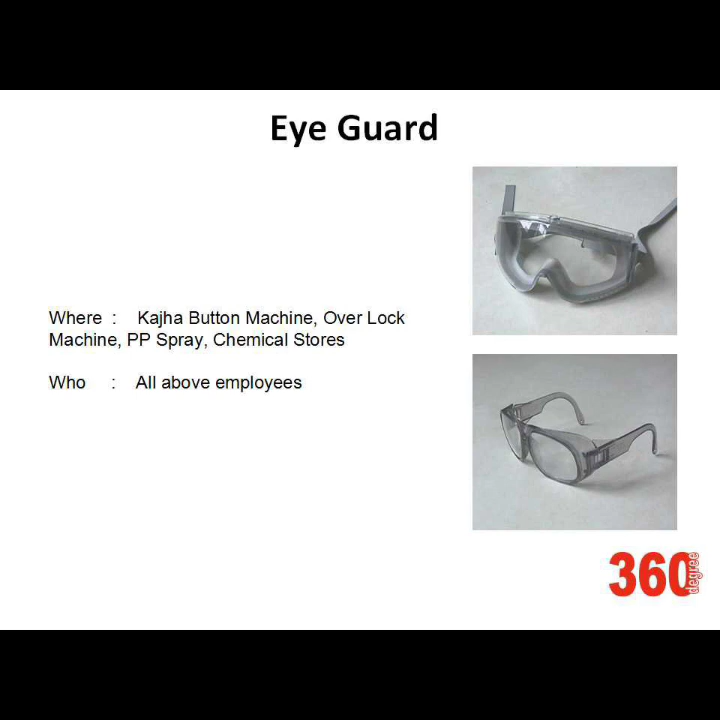 Eye Guard
Where : Kajha Button Machine, Over Lock
Machine, PP Spray, Chemical Stores
Who : All above employees
360
degree